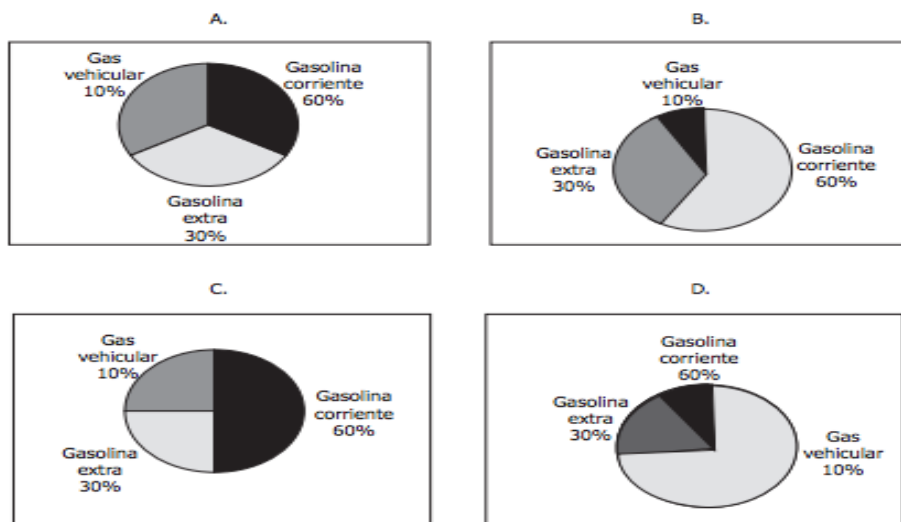 A.
Gas
vehicular
10%
Gasolina
corriente
60%
Gasolina
extra
30%
B.
Gas
vehicular
10%
Gasolina
extra
30%
Gasolina
corriente
60%
C.
Gas
vehicular
10%
Gasolina
corriente
60%
Gasolina
extra
30%
D.
Gasolina
corriente
60%
Gasolina
extra
30%
Gas
vehicular
10%